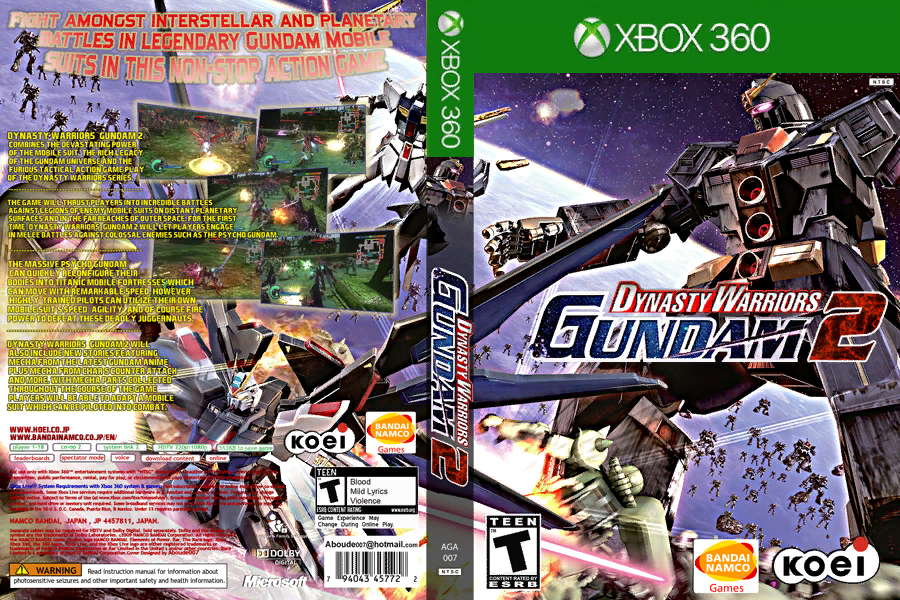 FIGHT AMONGST INTERSTELLAR AND PLANETARY
BATTLES IN LEGENDARY GUNDAM MOBILE
SUITS IN THIS NON-STOP ACTION GAME
DYNASTY WARRIORS GUNDAM 2
COMBINES THE DEVASTATING POWER
OF THE MOBILE SUIT, THE RICH LEGACY
OF THE GUNDAM UNIVERSE AND THE
FURIOUS TACTICAL ACTION GAME PLAY
OF THE DYNASTY WARRIORS SERIES.
THE GAME WILL THRUST PLAYERS INTO INCREDIBLE BATTLES
AGAINST LEGIONS OF ENEMY MOBILE SUITS ON DISTANT PLANETARY
SURFACES AND IN THE FAR REACHES OF OUTER SPACE. FOR THE FIRST
TIME DYNASTY WARRIORS GUNDAM 2 WILL LET PLAYERS ENGAGE
IN MELEE BATTLES AGAINST COLOSSAL ENEMIES SUCH AS THE PSYCHO GUNDAM.
THE MASSIVE PSYCHO GUNDAM
CAN QUICKLY RECONFIGURE THEIR
BODIES INTO TITANIC MOBILE FORTRESSES WHICH
CAN MOVE WITH REMARKABLE SPEED. HOWEVER
HIGHLY TRAINED PILOTS CAN UTILIZE THEIR OWN
MOBILE SUIT'S SPEED, AGILITY AND OF COURSE FIRE
POWER TO DEFEAT THESE DEADLY JUGGERNAUTS.
DYNASTY WARRIORS GUNDAM 2 WILL
ALSO INCLUDE NEW STORIES FEATURING
MECHA FROM THE LATEST GUNDAM ANIME
PLUS MECHA FROM CHAR'S COUNTER ATTACK
AND MORE. WITH MECHA PARTS COLLECTED
THROUGHOUT THE COURSE OF THE GAME
PLAYERS WILL BE ABLE TO ADAPT A MOBILE
SUIT WHICH CAN BE PILOTED INTO COMBAT.
WWW.KOEI.CO.JP
WWW.BANDAINAMCO.CO.JP/EN/
co-op 2
system link 2
HDTV 720p/1080p
leaderboards
spectator mode
voice
download content
online
NAMCO BANDAI, JAPAN, JP 4457811, JAPAN.
WARNING
Read instruction manual for information about
photosensitive seizures and other important safety and health information.
KOEI
BANDAI
NAMCO
Games
TEEN
T
Blood
Mild Lyrics
Violence
ESRB CONTENT RATING
www.esrb.org
Game Experience May
Change During Online Play.
Aboudeo07@hotmail.com
7 94043 45772 2
DOLBY
DIGITAL
Microsoft
XBOX 360
DYNASTY WARRIORS
GUNDAM 2
AGA
007
NTSC
XBOX 360
NTSC
DYNASTY WARRIORS
GUNDAM 2
TEEN
T
CONTENT RATED BY
ESRB
BANDAI
NAMCO
Games
KOEI